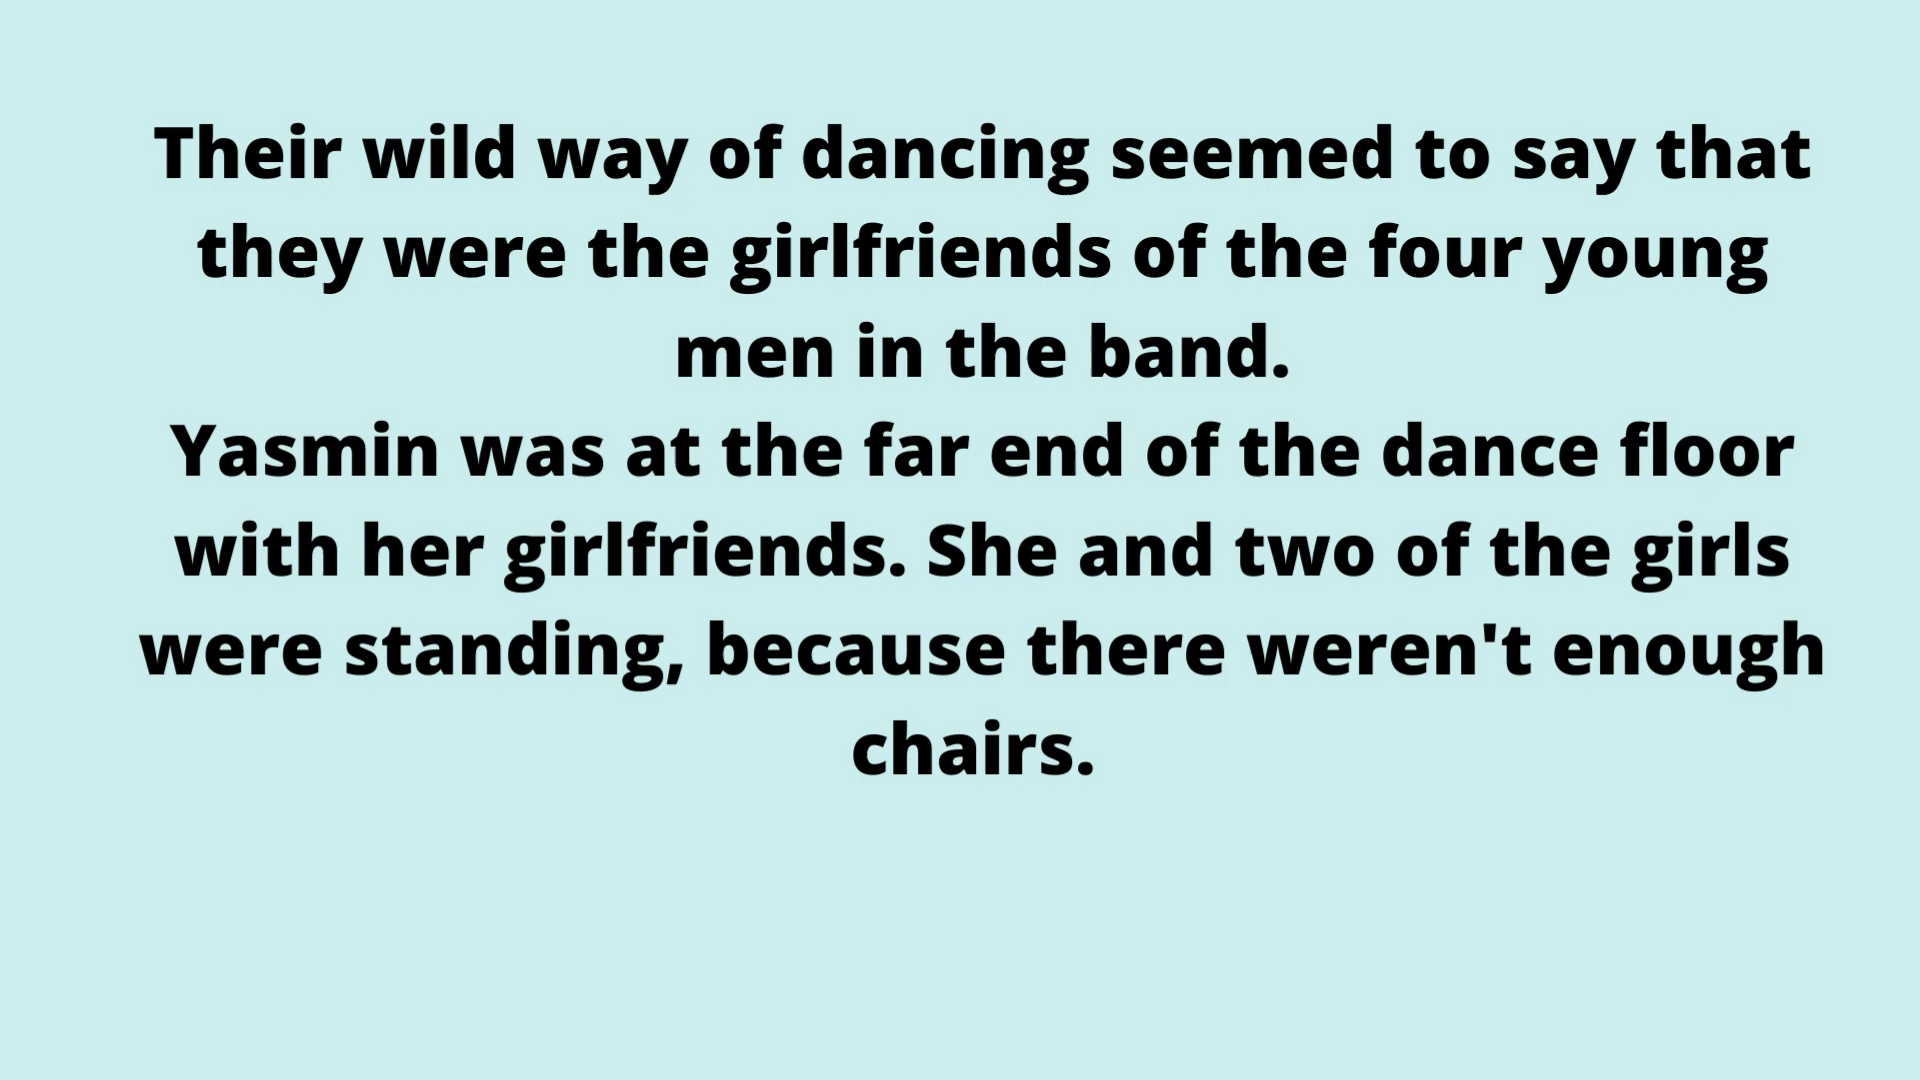 Their wild way of dancing seemed to say that
they were the girlfriends of the four young
men in the band.
Yasmin was at the far end of the dance floor
with her girlfriends. She and two of the girls
were standing, because there weren't enough
chairs.